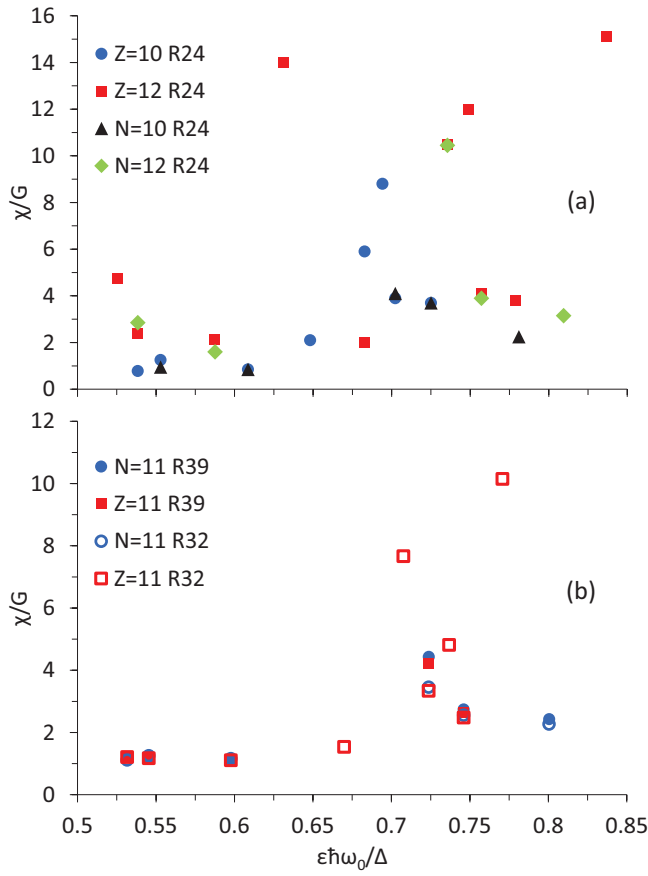 16
14
12
10
8
6
4
2
0
χ/G
Z=10 R24
Z=12 R24
N=10 R24
N=12 R24
(a)
12
10
8
6
4
2
0
χ/G
N=11 R39
Z=11 R39
N=11 R32
Z=11 R32
(b)
0.5 0.55 0.6 0.65 0.7 0.75 0.8 0.85
εħω₀/Δ